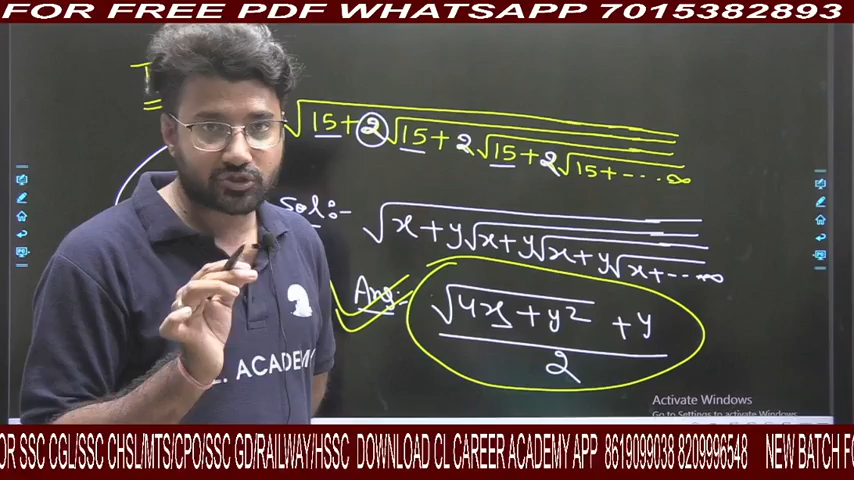 FOR FREE PDF WHATSAPP 7015382893
√15+2√15+2√15+2√15+----∞
Sol:-
√x+y√x+y√x+y√x+----∞
Ans:-
√4x+y² +y
2
ACADEMY
Activate Windows
Go to Settings to activate Windows.
OR SSC CGL/SSC CHSL/MTS/CPO/SSC GD/RAILWAY/HSSC DOWNLOAD CL CAREER ACADEMY APP 8619099038 8209996548 NEW BATCH FO